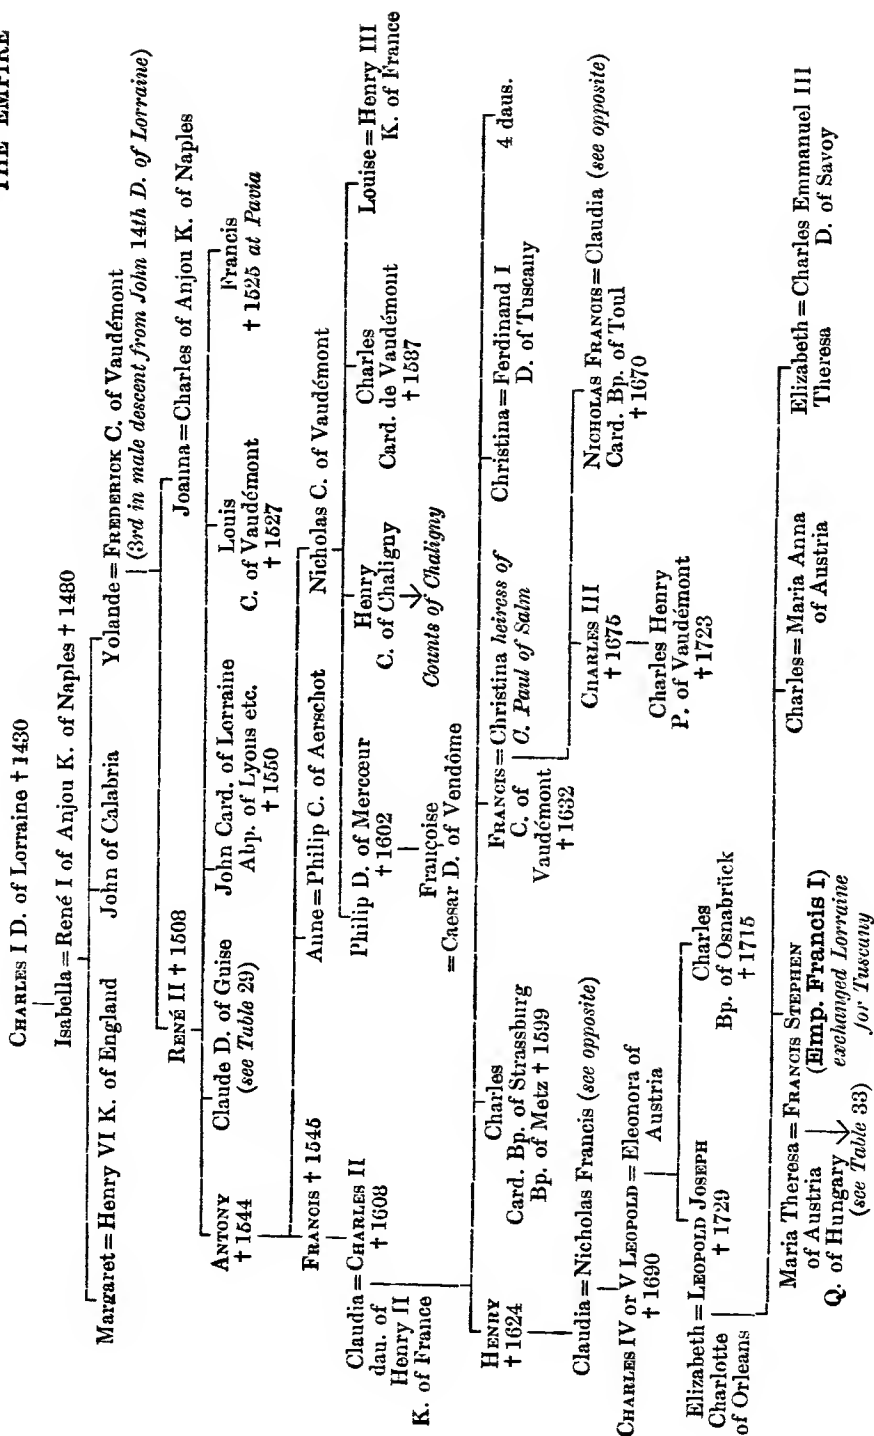 THE EMPIRE
CHARLES I D. of Lorraine † 1430
Isabella = René I of Anjou K. of Naples † 1480
Margaret = Henry VI K. of England
John of Calabria
Yolande = FREDERICK C. of Vaudémont
(3rd in male descent from John 14th D. of Lorraine)
RENÉ II † 1508
Joanna = Charles of Anjou K. of Naples
ANTONY
† 1544
Claude D. of Guise
(see Table 29)
John Card. of Lorraine
Abp. of Lyons etc.
† 1550
Louis
C. of Vaudémont
† 1527
Francis
† 1525 at Pavia
FRANCIS † 1545
Anne = Philip C. of Aerschot
Nicholas C. of Vaudémont
Claudia = CHARLES II
dau. of † 1608
Henry II
K. of France
Philip D. of Mercœur
† 1602
Françoise
= Caesar D. of Vendôme
Henry
C. of Chaligny
Counts of Chaligny
Charles
Card. de Vaudémont
† 1587
Louise = Henry III
K. of France
HENRY
† 1624
Charles
Card. Bp. of Strassburg
Bp. of Metz † 1599
FRANCIS = Christina heiress of
C. of C. Paul of Salm
Vaudémont
† 1632
Christina = Ferdinand I
D. of Tuscany
4 daus.
Claudia = Nicholas Francis (see opposite)
CHARLES III
† 1675
Charles Henry
P. of Vaudémont
† 1723
NICHOLAS FRANCIS = Claudia (see opposite)
Card. Bp. of Toul
† 1670
CHARLES IV or V LEOPOLD = Eleonora of
† 1690 Austria
Elizabeth = LEOPOLD JOSEPH
Charlotte † 1729
of Orleans
Charles
Bp. of Osnabrück
† 1715
Maria Theresa = FRANCIS STEPHEN
of Austria (Emp. Francis I)
Q. of Hungary exchanged Lorraine
(see Table 33) for Tuscany
Charles = Maria Anna
of Austria
Elizabeth = Charles Emmanuel III
Theresa D. of Savoy